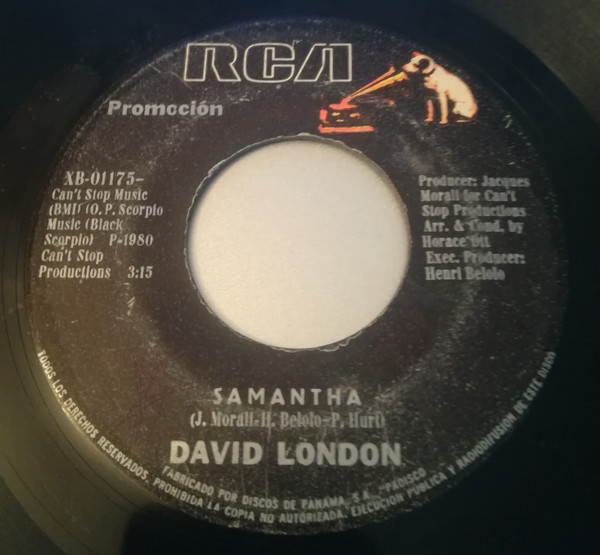 RCA
Promoción
XB-01175-
Can't Stop Music
(BMI) (O. P. Scorpio
Music (Black
Scorpio) P-1980
Can't Stop
Productions 3:15
Producer: Jacques
Morali for Can't
Stop Productions
Arr. & Cond. by
Horace Ott
Exec. Producer:
Henri Belolo
SAMANTHA
(J. Morali-H. Belolo-P. Hurt)
DAVID LONDON
FABRICADO POR DISCOS DE PANAMA, S.A. -PADISCO
TODOS LOS DERECHOS RESERVADOS. PROHIBIDA LA COPIA NO AUTORIZADA, EJECUCION PUBLICA Y RADIODIFUSION DE ESTE DISCO